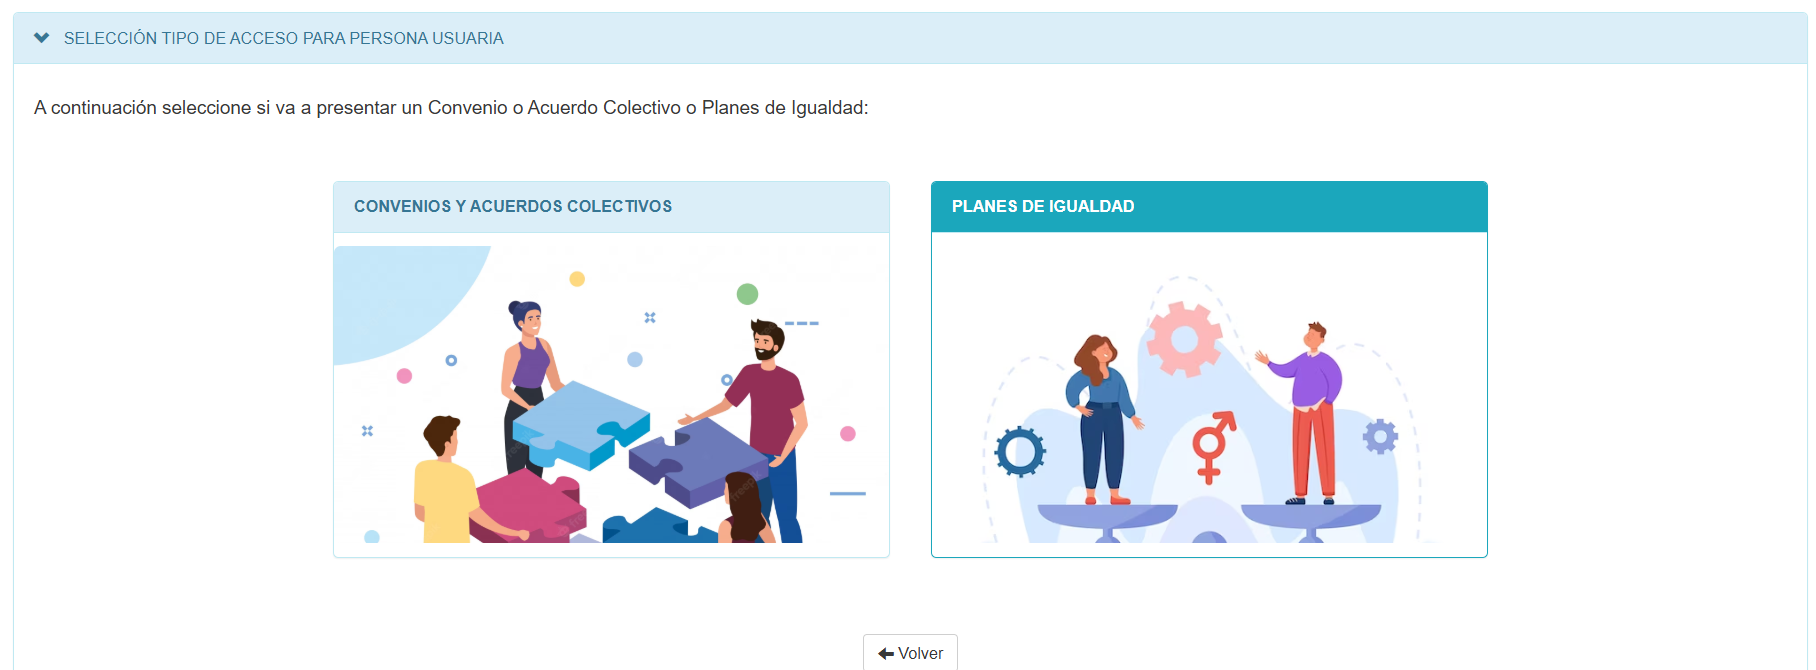 SELECCIÓN TIPO DE ACCESO PARA PERSONA USUARIA
A continuación seleccione si va a presentar un Convenio o Acuerdo Colectivo o Planes de Igualdad:
CONVENIOS Y ACUERDOS COLECTIVOS
PLANES DE IGUALDAD
Volver